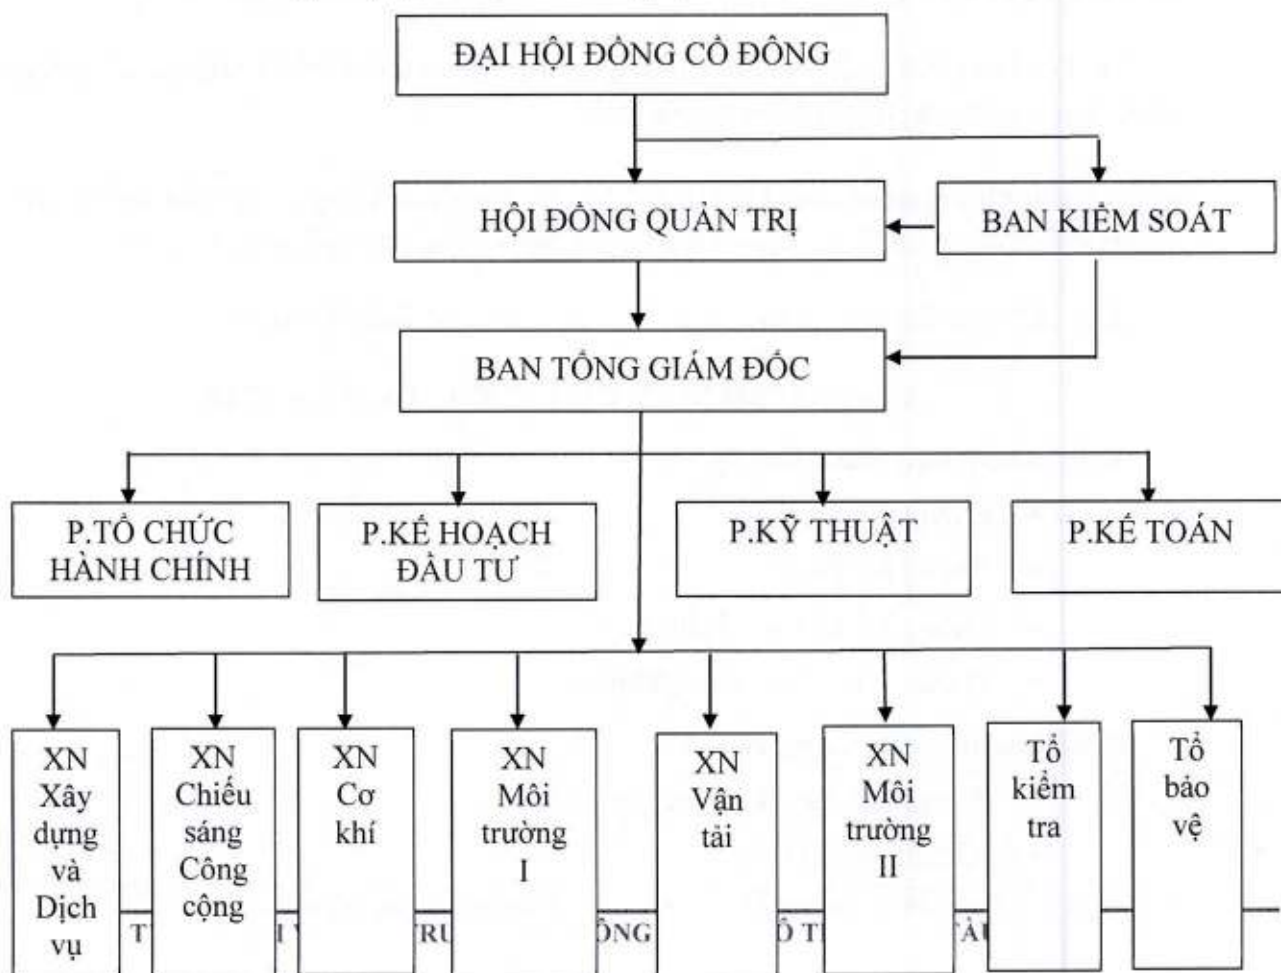 ĐẠI HỘI ĐỒNG CỔ ĐÔNG
HỘI ĐỒNG QUẢN TRỊ
BAN KIỂM SOÁT
BAN TỔNG GIÁM ĐỐC
P.TỔ CHỨC
HÀNH CHÍNH
P.KẾ HOẠCH
ĐẦU TƯ
P.KỸ THUẬT
P.KẾ TOÁN
XN
Xây
dựng
và
Dịch
vụ
XN
Chiếu
sáng
Công
cộng
XN
Cơ
khí
XN
Môi
trường
I
XN
Vận
tải
XN
Môi
trường
II
Tổ
kiểm
tra
Tổ
bảo
vệ